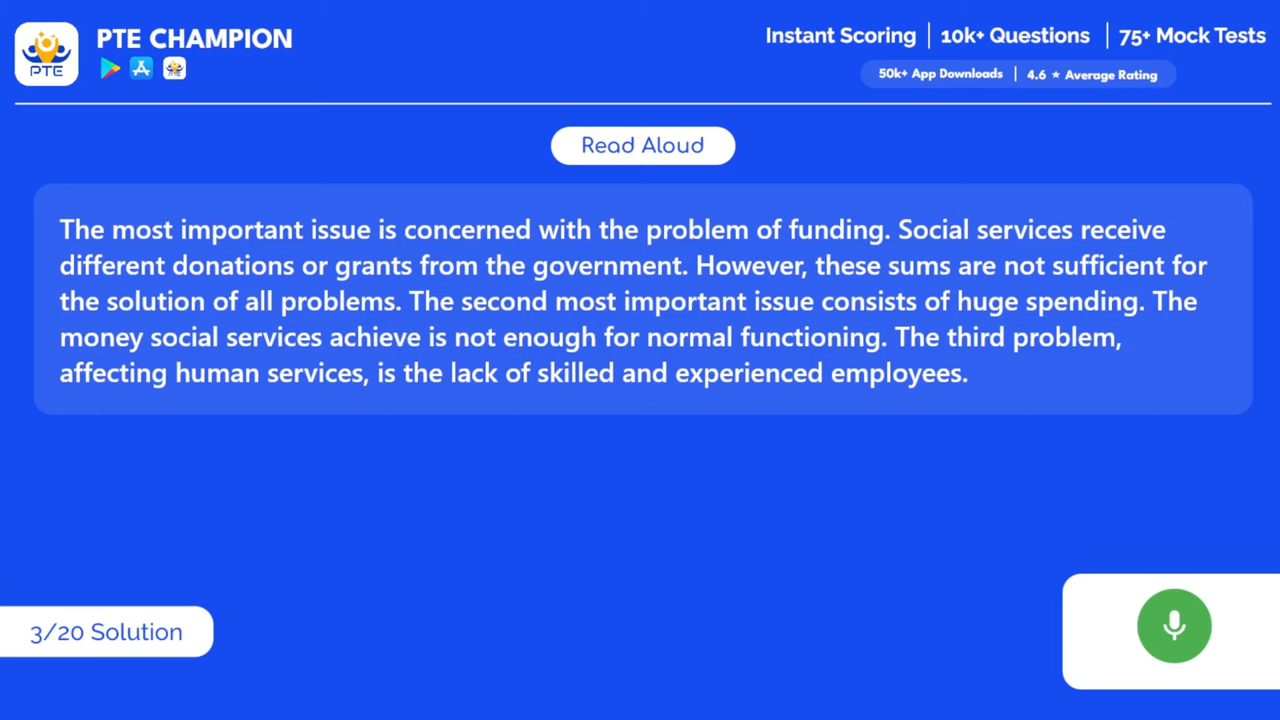 PTE CHAMPION
PTE
Instant Scoring | 10k+ Questions | 75+ Mock Tests
50k+ App Downloads | 4.6 ★ Average Rating
Read Aloud
The most important issue is concerned with the problem of funding. Social services receive
different donations or grants from the government. However, these sums are not sufficient for
the solution of all problems. The second most important issue consists of huge spending. The
money social services achieve is not enough for normal functioning. The third problem,
affecting human services, is the lack of skilled and experienced employees.
3/20 Solution